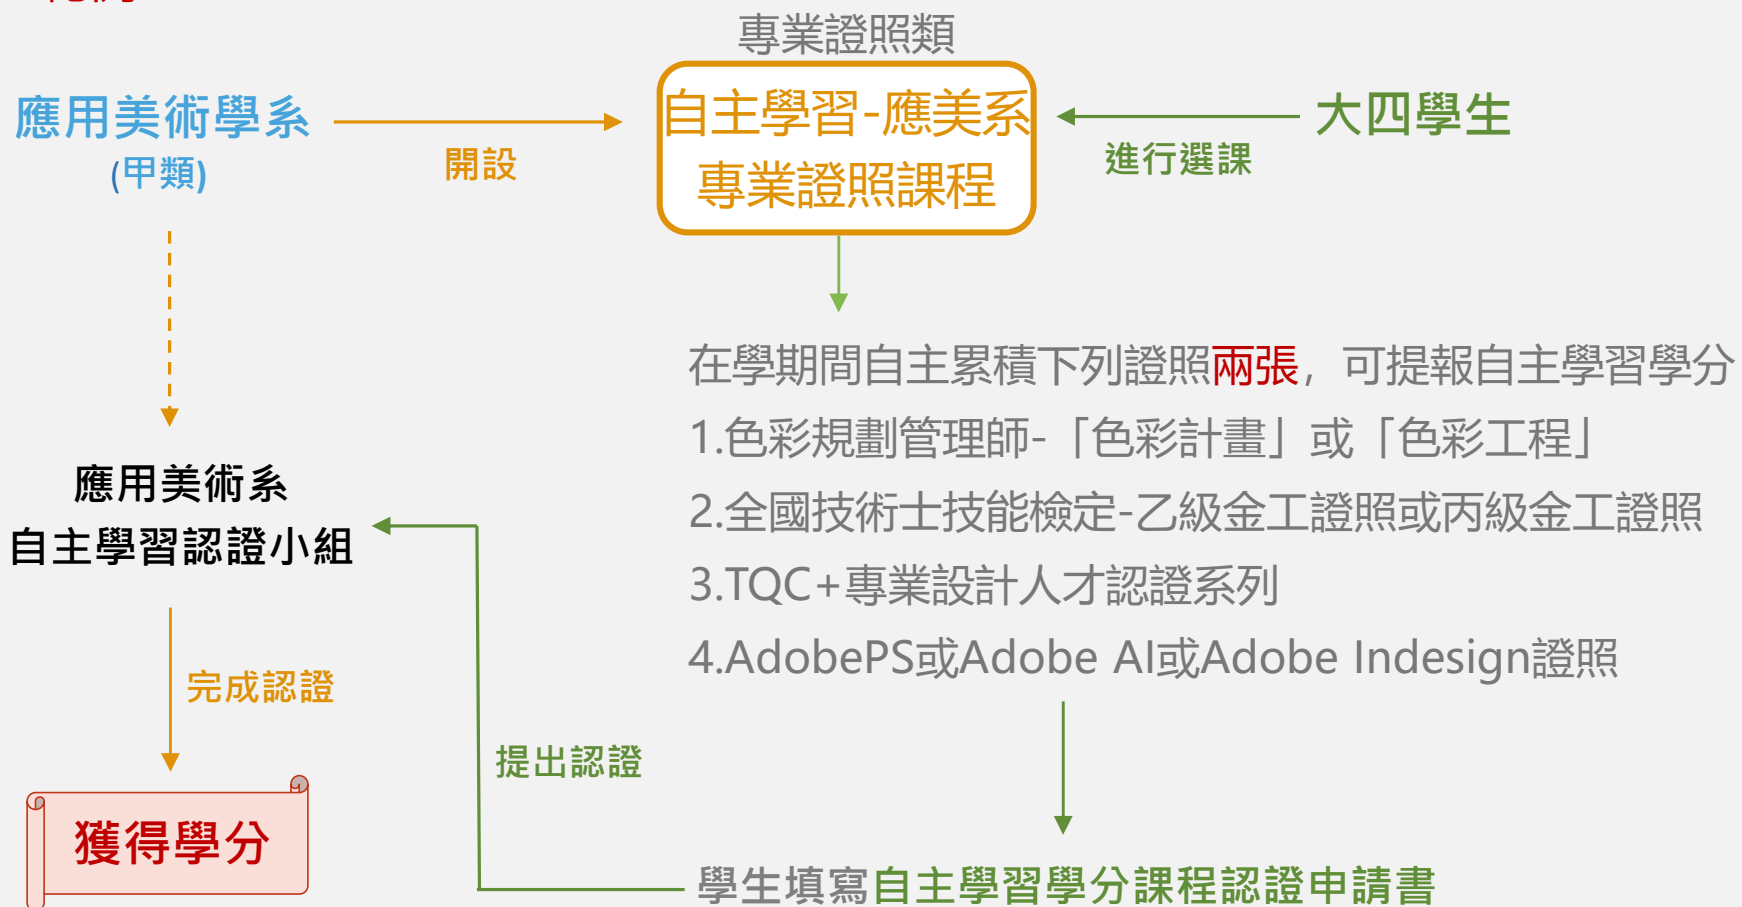 專業證照類
應用美術學系
(甲類)
開設
自主學習-應美系
專業證照課程
進行選課
大四學生
在學期間自主累積下列證照兩張，可提報自主學習學分
1.色彩規劃管理師-「色彩計畫」或「色彩工程」
2.全國技術士技能檢定-乙級金工證照或丙級金工證照
3.TQC+專業設計人才認證系列
4.AdobePS或Adobe AI或Adobe Indesign證照
應用美術系
自主學習認證小組
完成認證
提出認證
獲得學分
學生填寫自主學習學分課程認證申請書